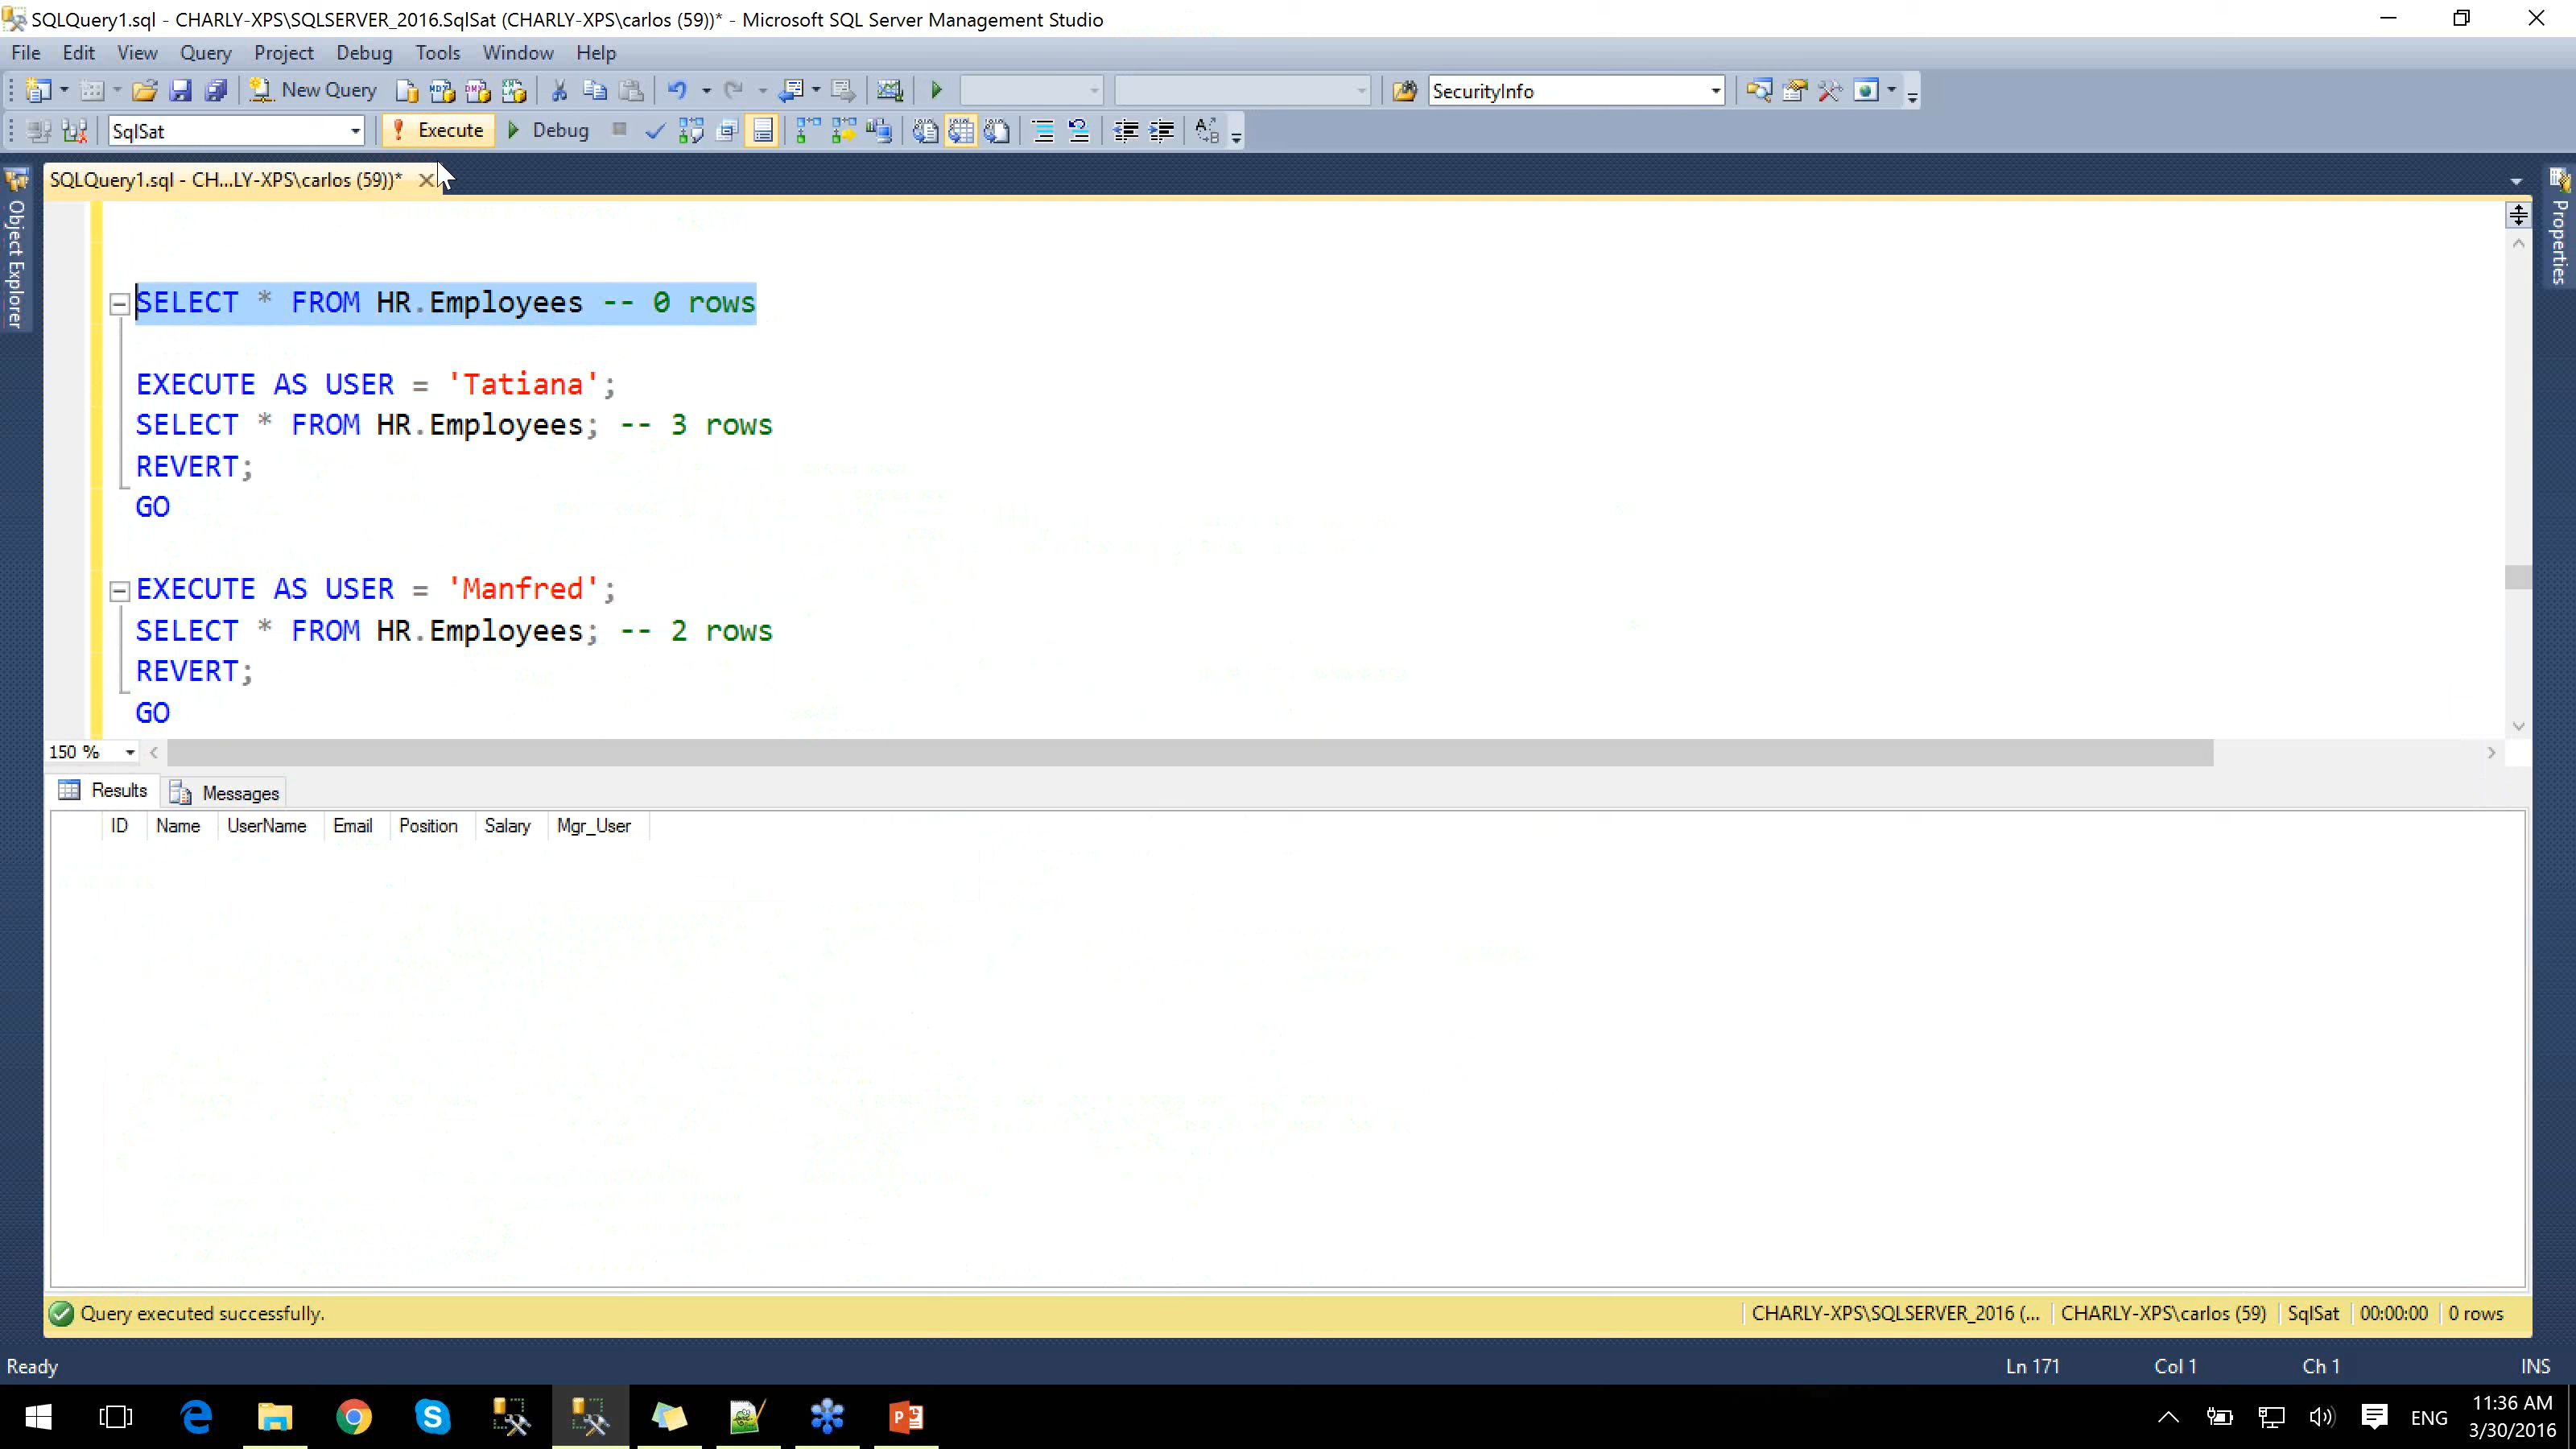 SQLQuery1.sql - CHARLY-XPS\SQLSERVER_2016.SqlSat (CHARLY-XPS\carlos (59))* - Microsoft SQL Server Management Studio
File Edit View Query Project Debug Tools Window Help
New Query SecurityInfo
SqlSat Execute Debug
SQLQuery1.sql - CH...LY-XPS\carlos (59))*
Object Explorer
Properties
SELECT * FROM HR.Employees -- 0 rows
EXECUTE AS USER = 'Tatiana';
SELECT * FROM HR.Employees; -- 3 rows
REVERT;
GO
EXECUTE AS USER = 'Manfred';
SELECT * FROM HR.Employees; -- 2 rows
REVERT;
GO
150 %
Results Messages
ID Name UserName Email Position Salary Mgr_User
Query executed successfully. CHARLY-XPS\SQLSERVER_2016 (... CHARLY-XPS\carlos (59) SqlSat 00:00:00 0 rows
Ready Ln 171 Col 1 Ch 1 INS
ENG 11:36 AM
3/30/2016